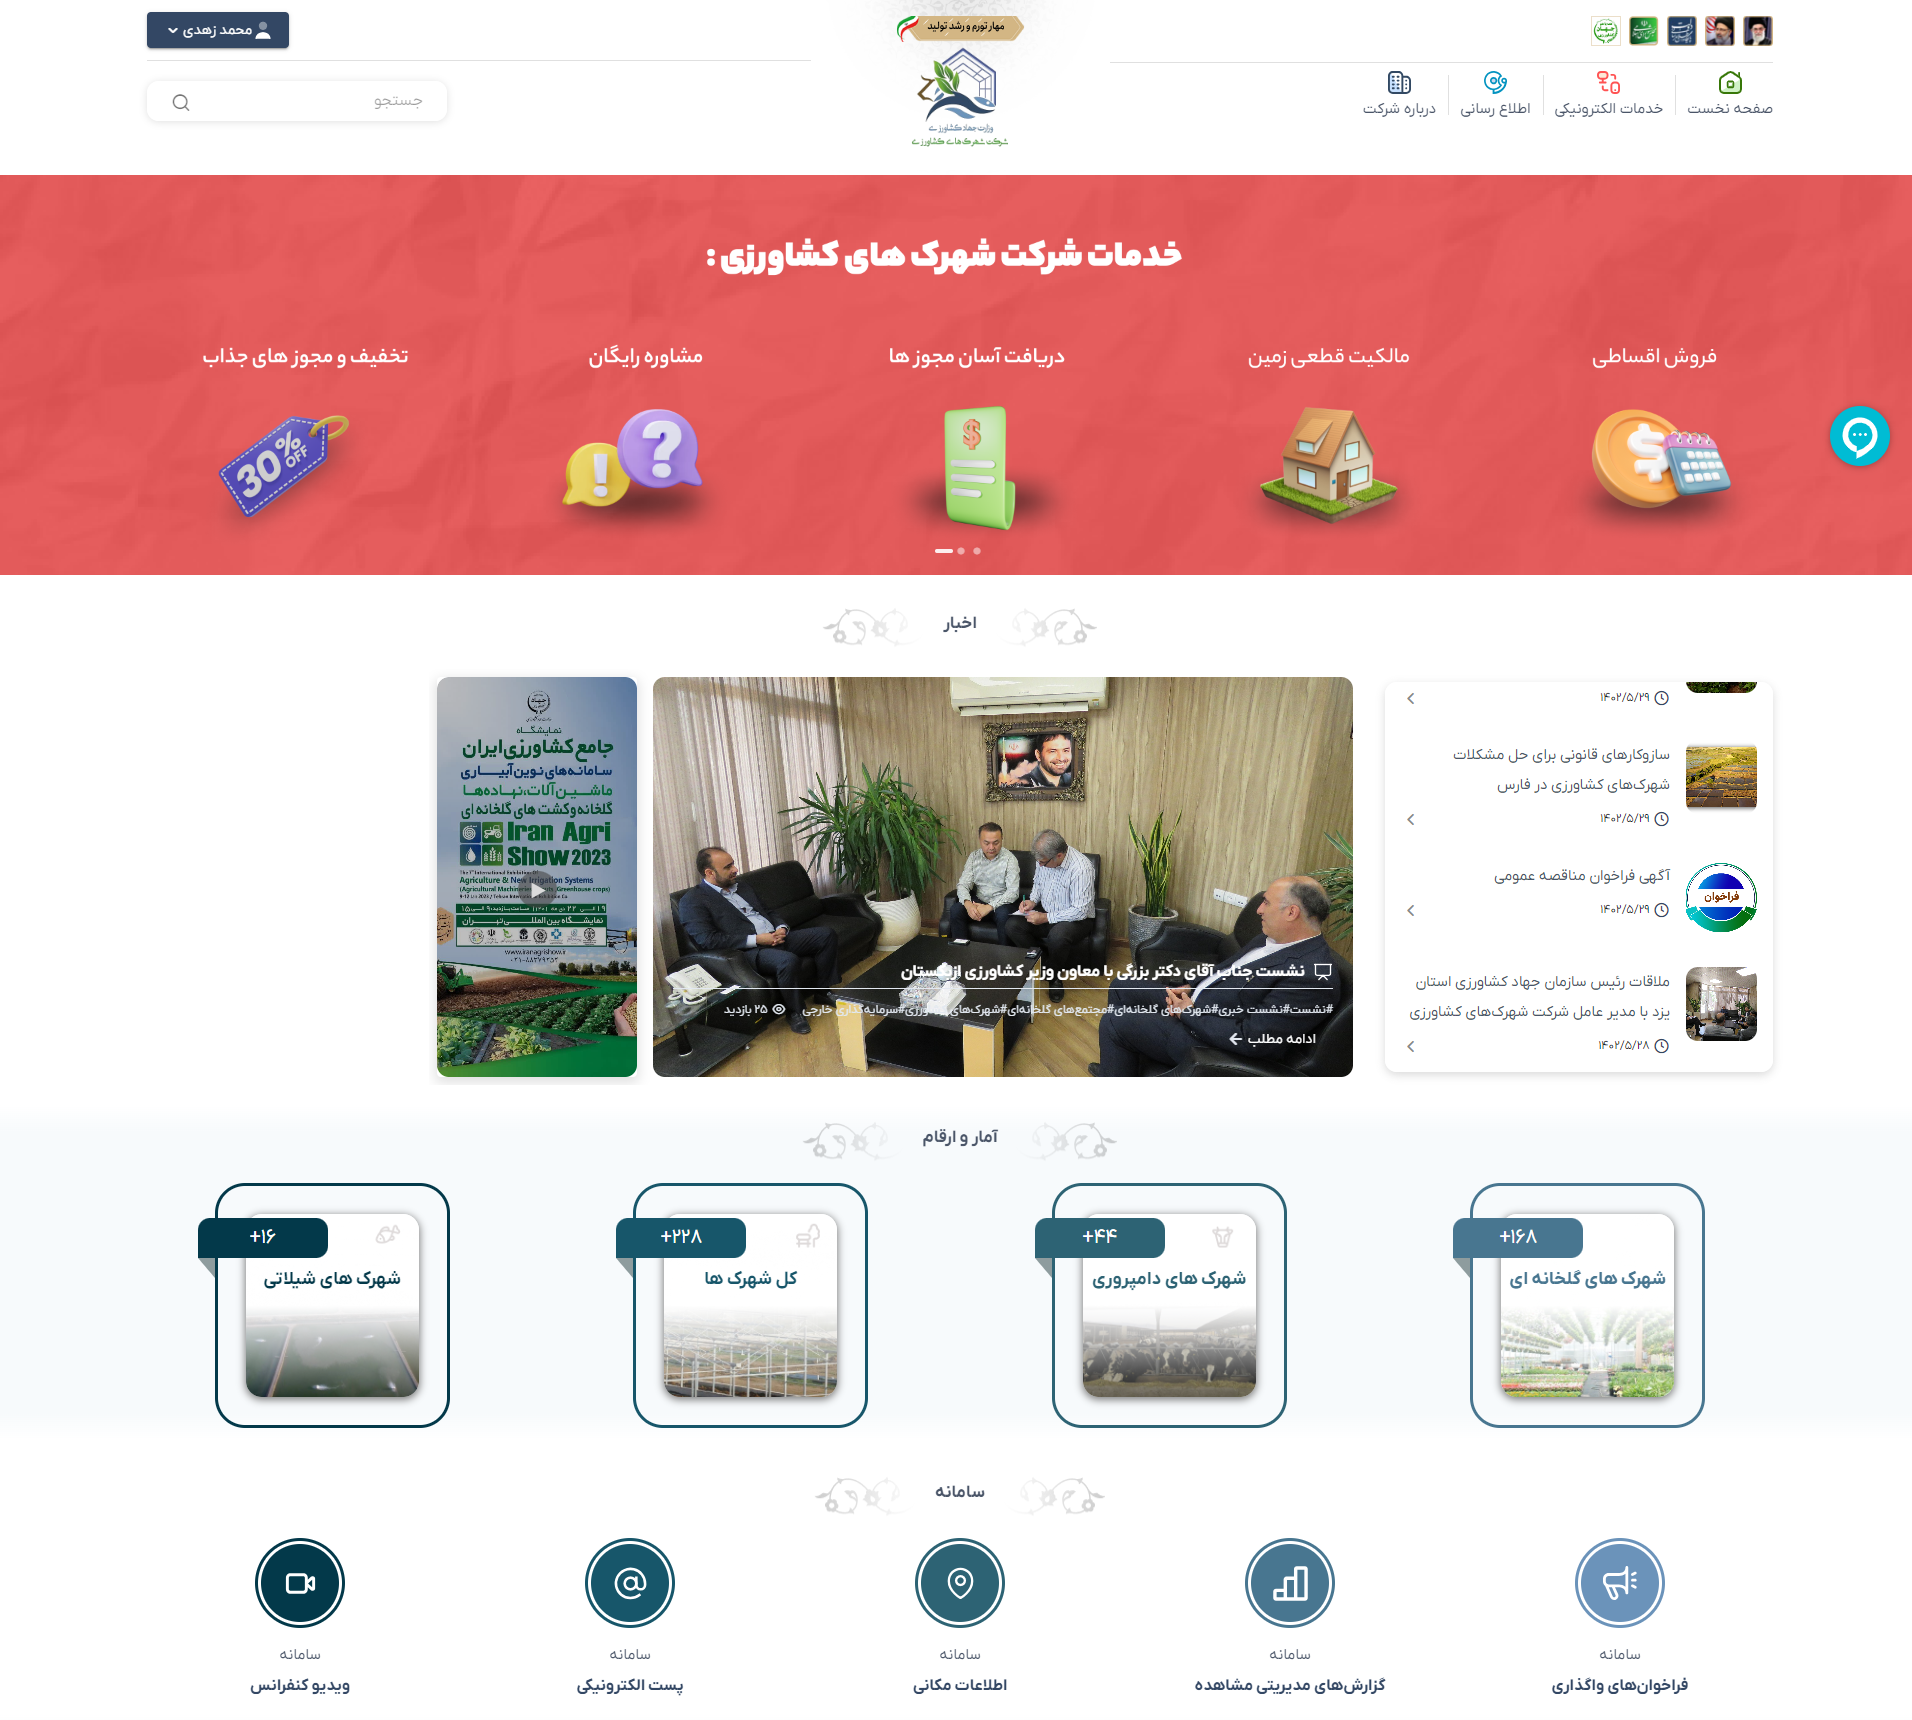 محمد زهدی
مهار تورم و رشد تولید
وزارت جهاد کشاورزی
شرکت شهرک های کشاورزی
صفحه نخست
خدمات الکترونیکی
اطلاع رسانی
درباره شرکت
جستجو
خدمات شرکت شهرک های کشاورزی :
فروش اقساطی
مالکیت قطعی زمین
دریافت آسان مجوز ها
مشاوره رایگان
تخفیف و مجوز های جذاب
30%
OFF
اخبار
۱۴۰۲/۵/۲۹
سازوکارهای قانونی برای حل مشکلات
شهرک‌های کشاورزی در فارس
۱۴۰۲/۵/۲۹
آگهی فراخوان مناقصه عمومی
۱۴۰۲/۵/۲۹
فراخوان
ملاقات رئیس سازمان جهاد کشاورزی استان
یزد با مدیر عامل شرکت شهرک‌های کشاورزی
۱۴۰۲/۵/۲۸
نشست جناب آقای دکتر بزرگی با معاون وزیر کشاورزی ازبکستان
#نشست#نشست خبری#شهرک‌های گلخانه‌ای#مجتمع‌های گلخانه‌ای#شهرک‌های کشاورزی#سرمایه‌گذاری خارجی
۲۵ بازدید
ادامه مطلب
نمایشگاه
جامع کشاورزی ایران
سامانه‌های نوین آبیاری
ماشین آلات، نهاده‌ها
گلخانه و کشت های گلخانه ای
Iran Agri
Show 2023
Agriculture & New Irrigation Systems
نمایشگاه بین المللی تهران
www.iranagrishow.ir
آمار و ارقام
+۱۶۸
شهرک های گلخانه ای
+۴۴
شهرک های دامپروری
+۲۲۸
کل شهرک ها
+۱۶
شهرک های شیلاتی
سامانه
سامانه
فراخوان‌های واگذاری
سامانه
گزارش‌های مدیریتی مشاهده
سامانه
اطلاعات مکانی
سامانه
پست الکترونیکی
سامانه
ویدیو کنفرانس